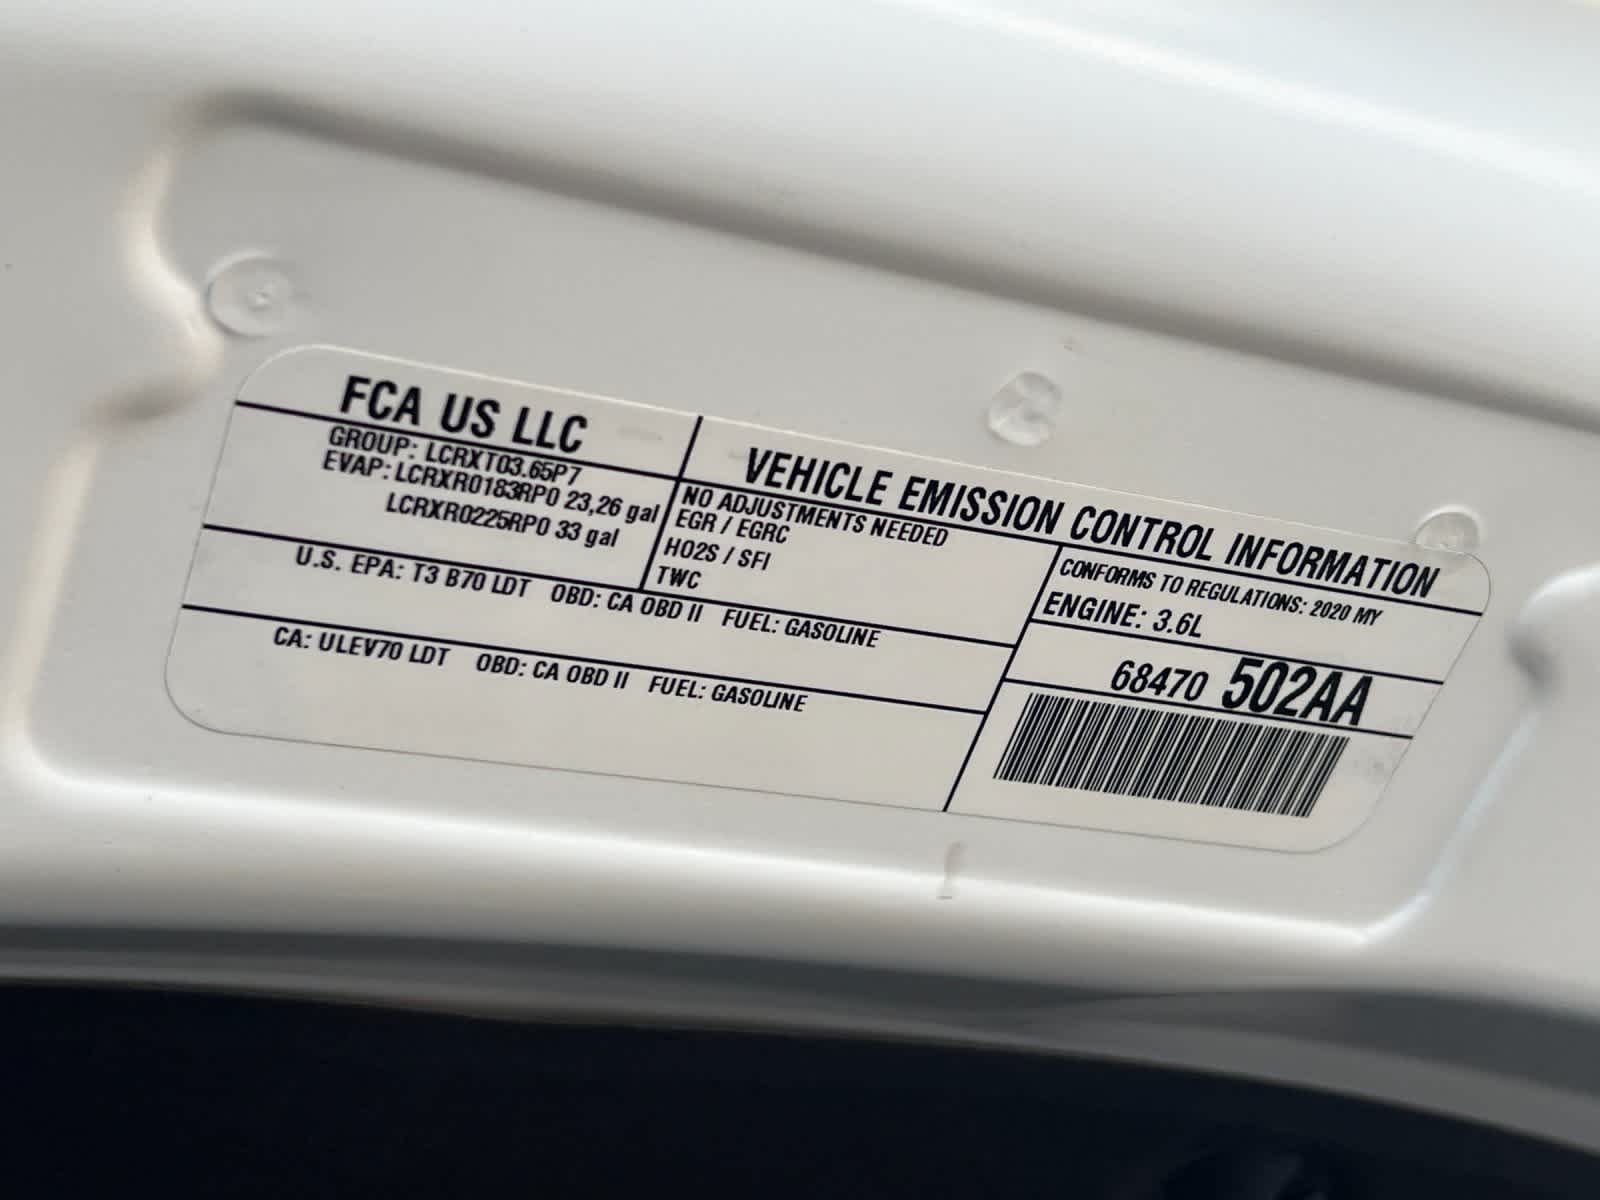 FCA US LLC
GROUP: LCRXT03.65P7
EVAP: LCRXR0183RP0 23,26 gal
LCRXR0225RP0 33 gal
VEHICLE EMISSION CONTROL INFORMATION
NO ADJUSTMENTS NEEDED
EGR / EGRC
HO2S / SFI
TWC
CONFORMS TO REGULATIONS: 2020 MY
ENGINE: 3.6L
U.S. EPA: T3 B70 LDT OBD: CA OBD II FUEL: GASOLINE
CA: ULEV70 LDT OBD: CA OBD II FUEL: GASOLINE
68470 502AA